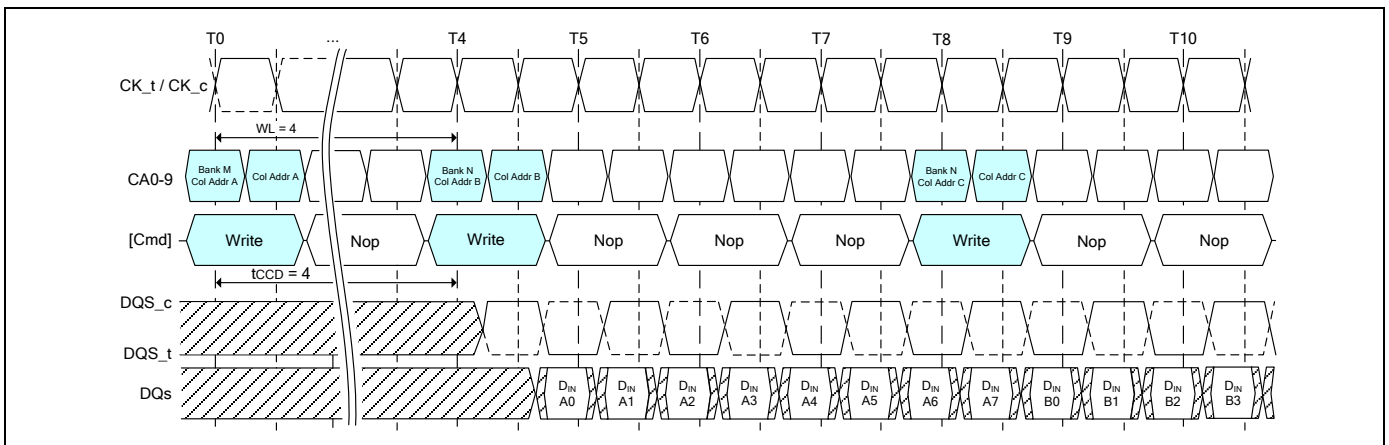 T0 ... T4 T5 T6 T7 T8 T9 T10
CK_t / CK_c
WL = 4
CA0-9
Bank M
Col Addr A
Col Addr A
Bank N
Col Addr B
Col Addr B
Bank N
Col Addr C
Col Addr C
[Cmd] Write Nop Write Nop Nop Nop Write Nop Nop
tCCD = 4
DQS_c
DQS_t
DQs
DIN
A0
DIN
A1
DIN
A2
DIN
A3
DIN
A4
DIN
A5
DIN
A6
DIN
A7
DIN
B0
DIN
B1
DIN
B2
DIN
B3